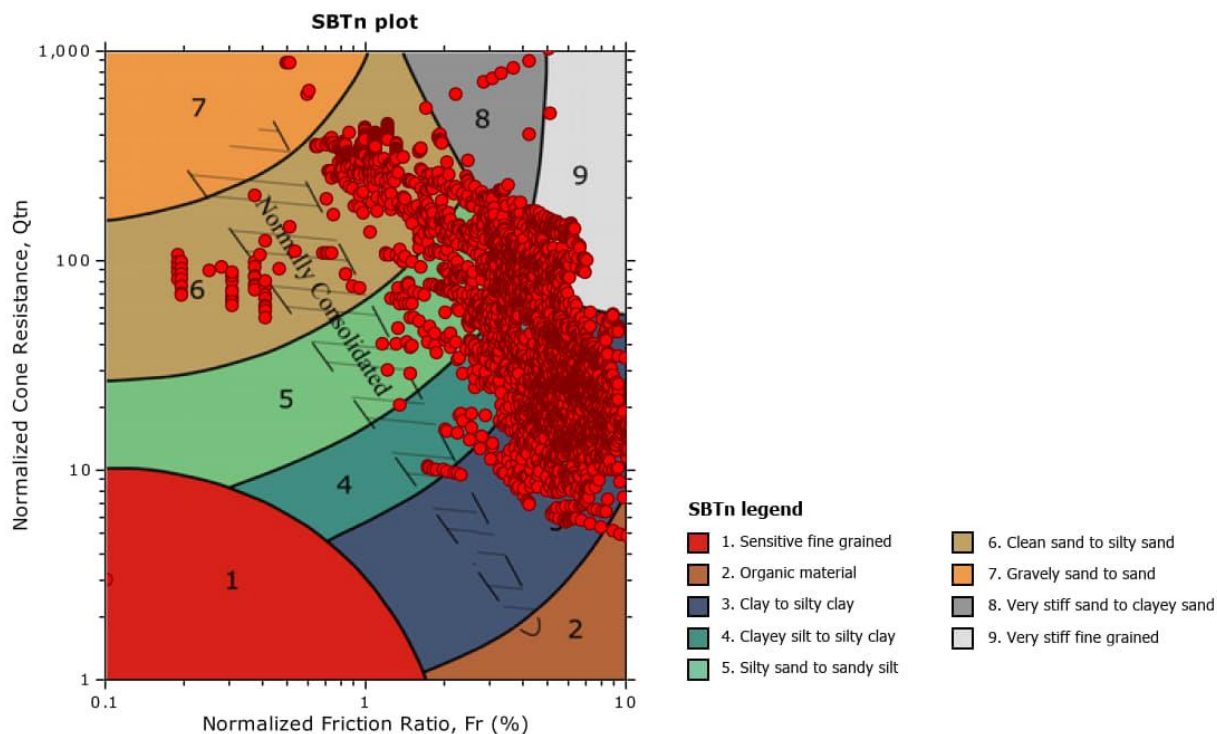 SBTn plot
1,000
100
10
1
Normalized Cone Resistance, Qtn
7
8
9
6
Normally Consolidated
5
4
3
1
2
0.1
1
10
Normalized Friction Ratio, Fr (%)
SBTn legend
1. Sensitive fine grained
2. Organic material
3. Clay to silty clay
4. Clayey silt to silty clay
5. Silty sand to sandy silt
6. Clean sand to silty sand
7. Gravely sand to sand
8. Very stiff sand to clayey sand
9. Very stiff fine grained